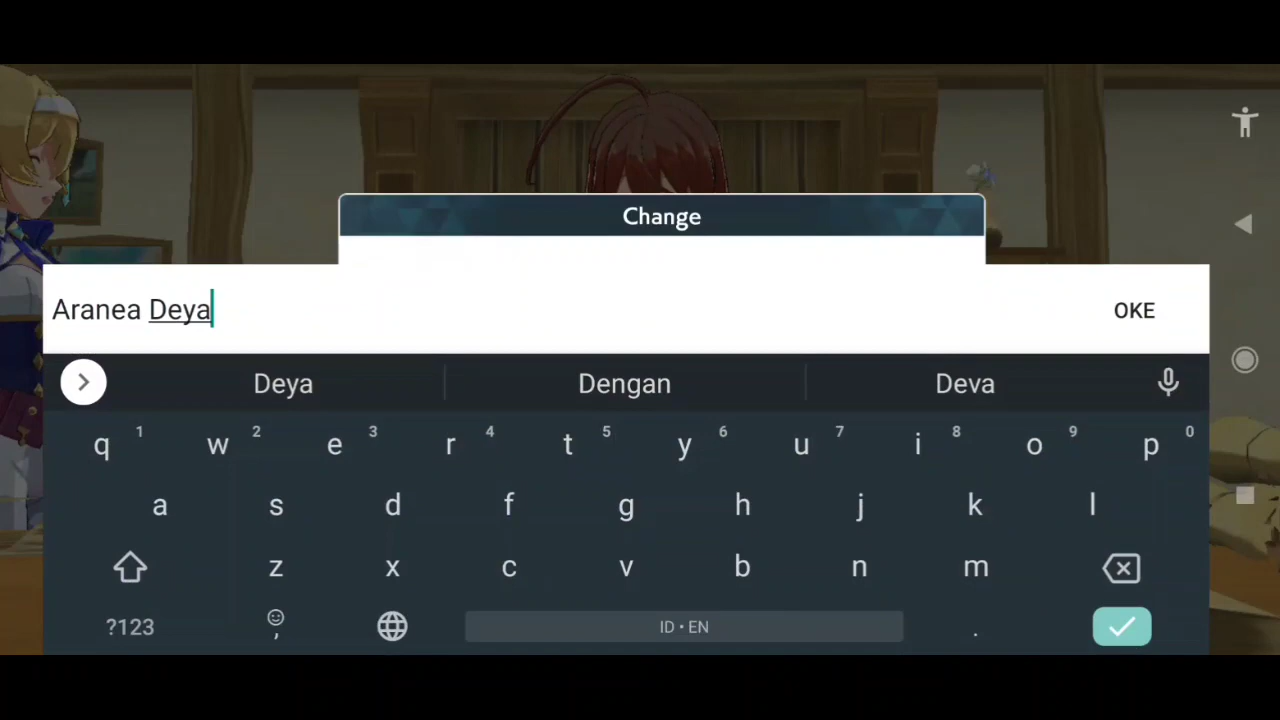 Change
Aranea Deya
OKE
Deya Dengan Deva
q 1 w 2 e 3 r 4 t 5 y 6 u 7 i 8 o 9 p 0
a s d f g h j k l
z x c v b n m
?123 , ID • EN .